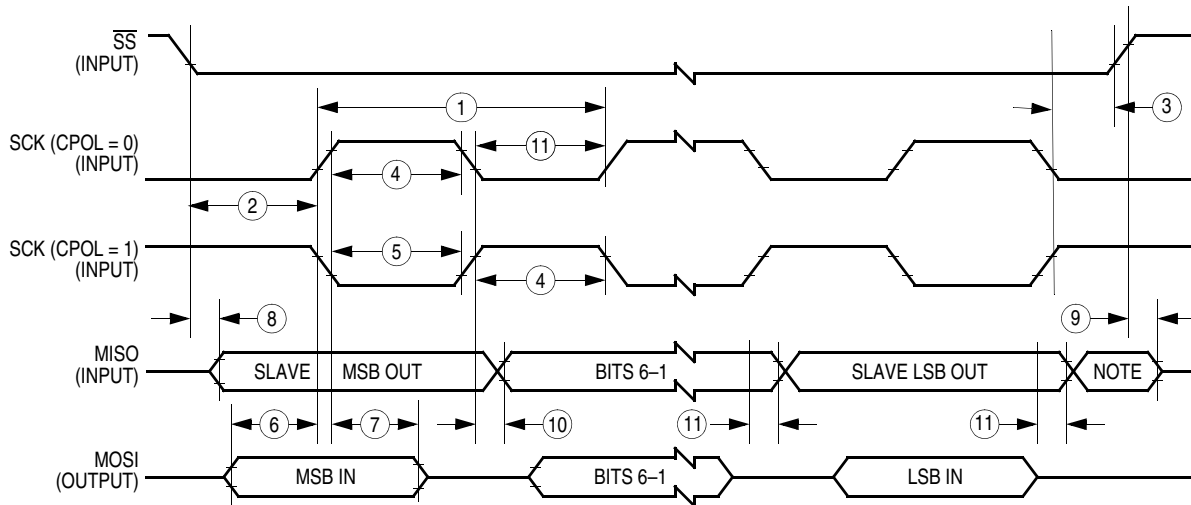 SS
(INPUT)
1
3
SCK (CPOL = 0)
(INPUT)
11
4
2
SCK (CPOL = 1)
(INPUT)
5
4
8
9
MISO
(INPUT)
SLAVE MSB OUT
BITS 6–1
SLAVE LSB OUT
NOTE
6
7
10
11
11
MOSI
(OUTPUT)
MSB IN
BITS 6–1
LSB IN